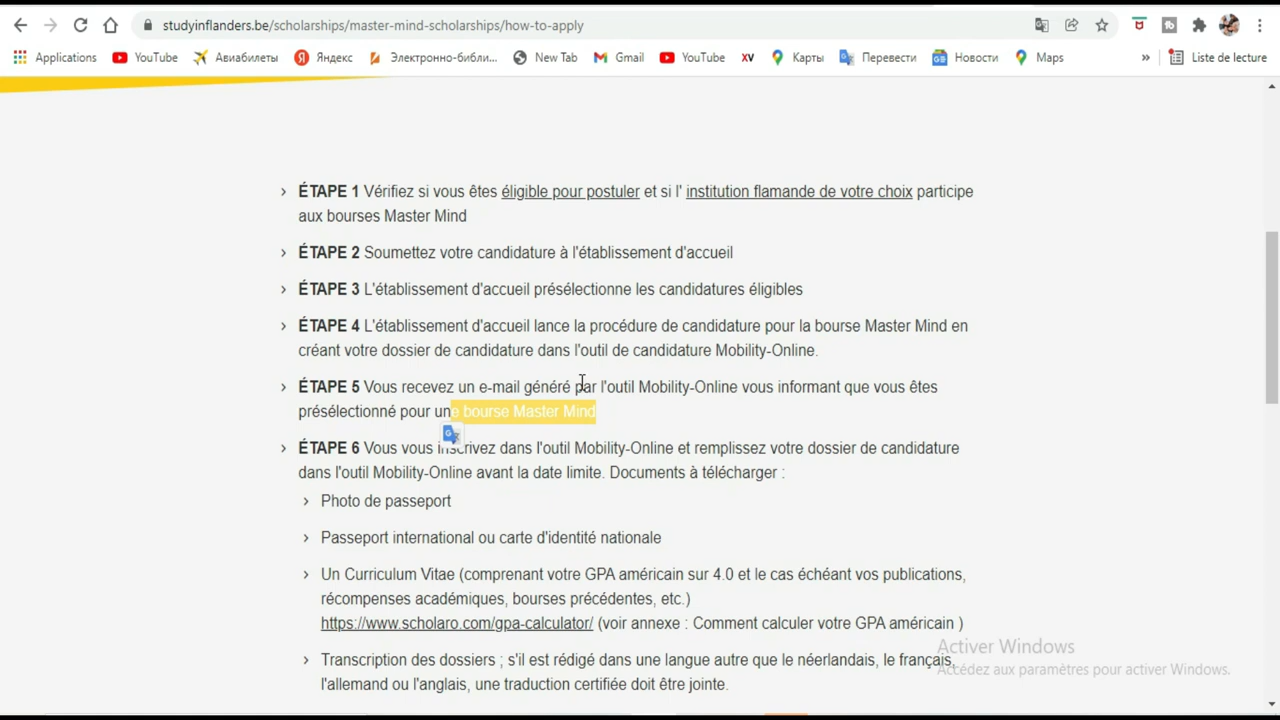 studyinflanders.be/scholarships/master-mind-scholarships/how-to-apply
Applications YouTube Авиабилеты Яндекс Электронно-библи... New Tab Gmail YouTube XV Карты Перевести Новости Maps » Liste de lecture
› ÉTAPE 1 Vérifiez si vous êtes éligible pour postuler et si l' institution flamande de votre choix participe
aux bourses Master Mind
› ÉTAPE 2 Soumettez votre candidature à l'établissement d'accueil
› ÉTAPE 3 L'établissement d'accueil présélectionne les candidatures éligibles
› ÉTAPE 4 L'établissement d'accueil lance la procédure de candidature pour la bourse Master Mind en
créant votre dossier de candidature dans l'outil de candidature Mobility-Online.
› ÉTAPE 5 Vous recevez un e-mail généré par l'outil Mobility-Online vous informant que vous êtes
présélectionné pour une bourse Master Mind
› ÉTAPE 6 Vous vous inscrivez dans l'outil Mobility-Online et remplissez votre dossier de candidature
dans l'outil Mobility-Online avant la date limite. Documents à télécharger :
› Photo de passeport
› Passeport international ou carte d'identité nationale
› Un Curriculum Vitae (comprenant votre GPA américain sur 4.0 et le cas échéant vos publications,
récompenses académiques, bourses précédentes, etc.)
https://www.scholaro.com/gpa-calculator/ (voir annexe : Comment calculer votre GPA américain )
Activer Windows
› Transcription des dossiers ; s'il est rédigé dans une langue autre que le néerlandais, le français,
Accédez aux paramètres pour activer Windows.
l'allemand ou l'anglais, une traduction certifiée doit être jointe.